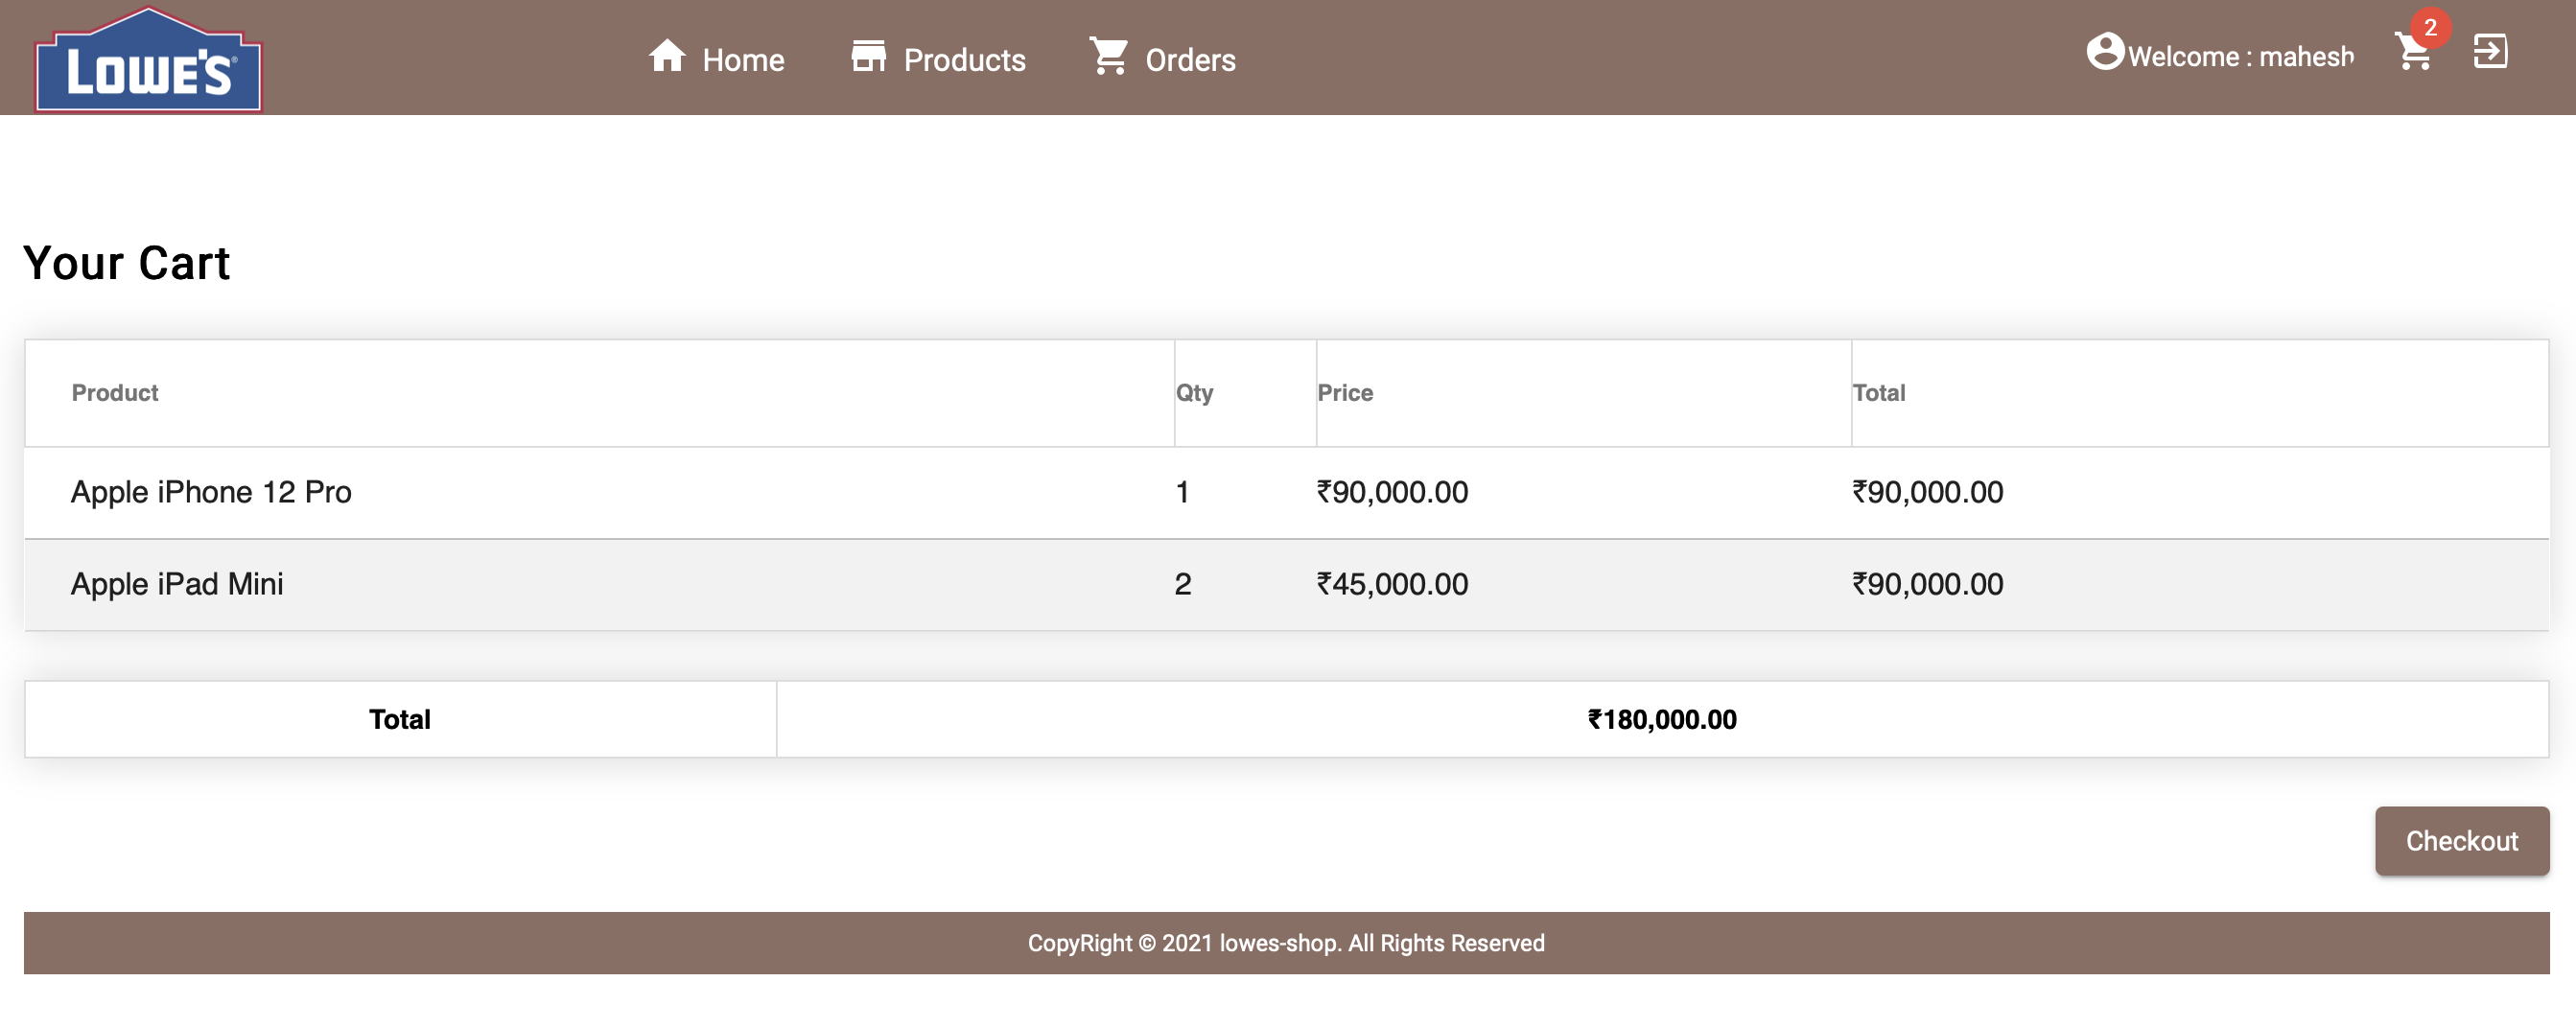 LOWE'S
Home Products Orders
Welcome : mahesh 2
Your Cart
Product Qty Price Total
Apple iPhone 12 Pro 1 ₹90,000.00 ₹90,000.00
Apple iPad Mini 2 ₹45,000.00 ₹90,000.00
Total ₹180,000.00
Checkout
CopyRight © 2021 lowes-shop. All Rights Reserved